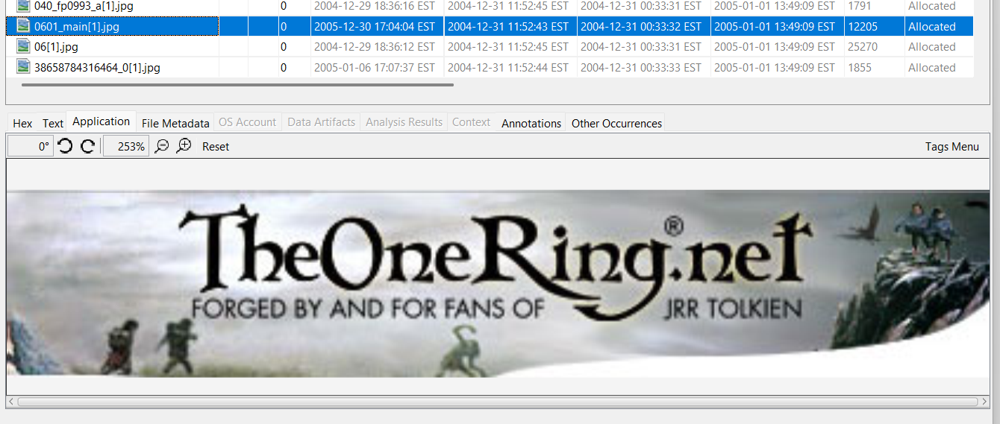 040_fp0993_a[1].jpg 0 2004-12-29 18:36:16 EST 2004-12-31 11:52:45 EST 2004-12-31 00:33:31 EST 2005-01-01 13:49:09 EST 1791 Allocated
0601_main[1].jpg 0 2005-12-30 17:04:04 EST 2004-12-31 11:52:43 EST 2004-12-31 00:33:32 EST 2005-01-01 13:49:09 EST 12205 Allocated
06[1].jpg 0 2004-12-29 18:36:12 EST 2004-12-31 11:52:45 EST 2004-12-31 00:33:33 EST 2005-01-01 13:49:09 EST 25270 Allocated
38658784316464_0[1].jpg 0 2005-01-06 17:07:37 EST 2004-12-31 11:52:44 EST 2004-12-31 00:33:33 EST 2005-01-01 13:49:09 EST 1855 Allocated
Hex Text Application File Metadata OS Account Data Artifacts Analysis Results Context Annotations Other Occurrences
0° 253% Reset Tags Menu
TheOneRing.net®
FORGED BY AND FOR FANS OF JRR TOLKIEN